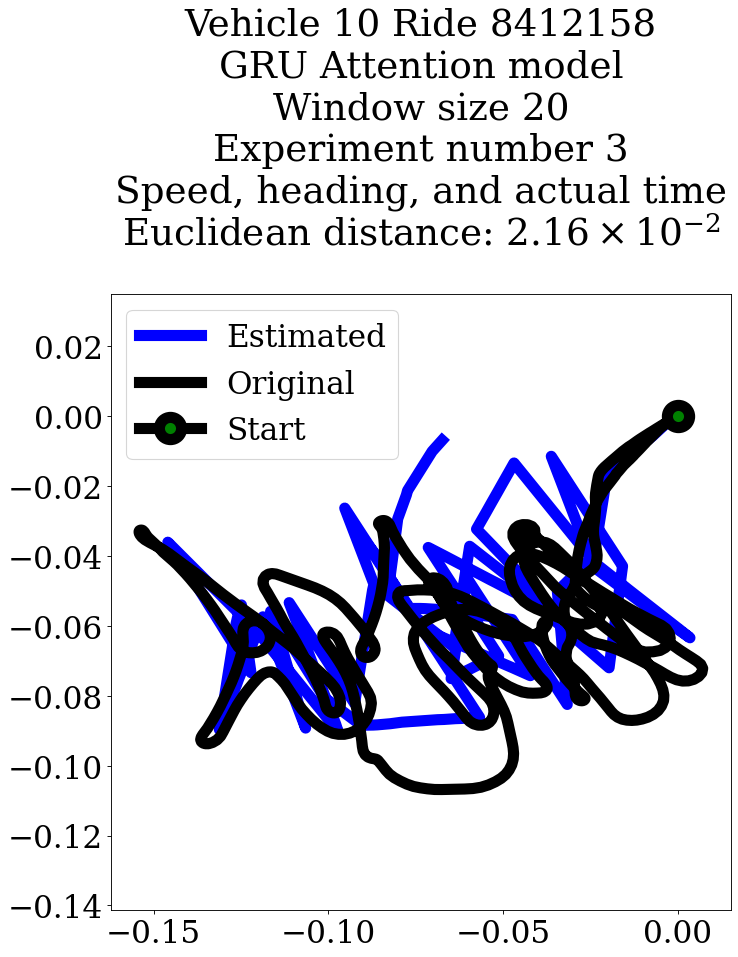 Vehicle 10 Ride 8412158
GRU Attention model
Window size 20
Experiment number 3
Speed, heading, and actual time
Euclidean distance: 2.16 × 10⁻²
Estimated
Original
Start
0.02
0.00
−0.02
−0.04
−0.06
−0.08
−0.10
−0.12
−0.14
−0.15
−0.10
−0.05
0.00